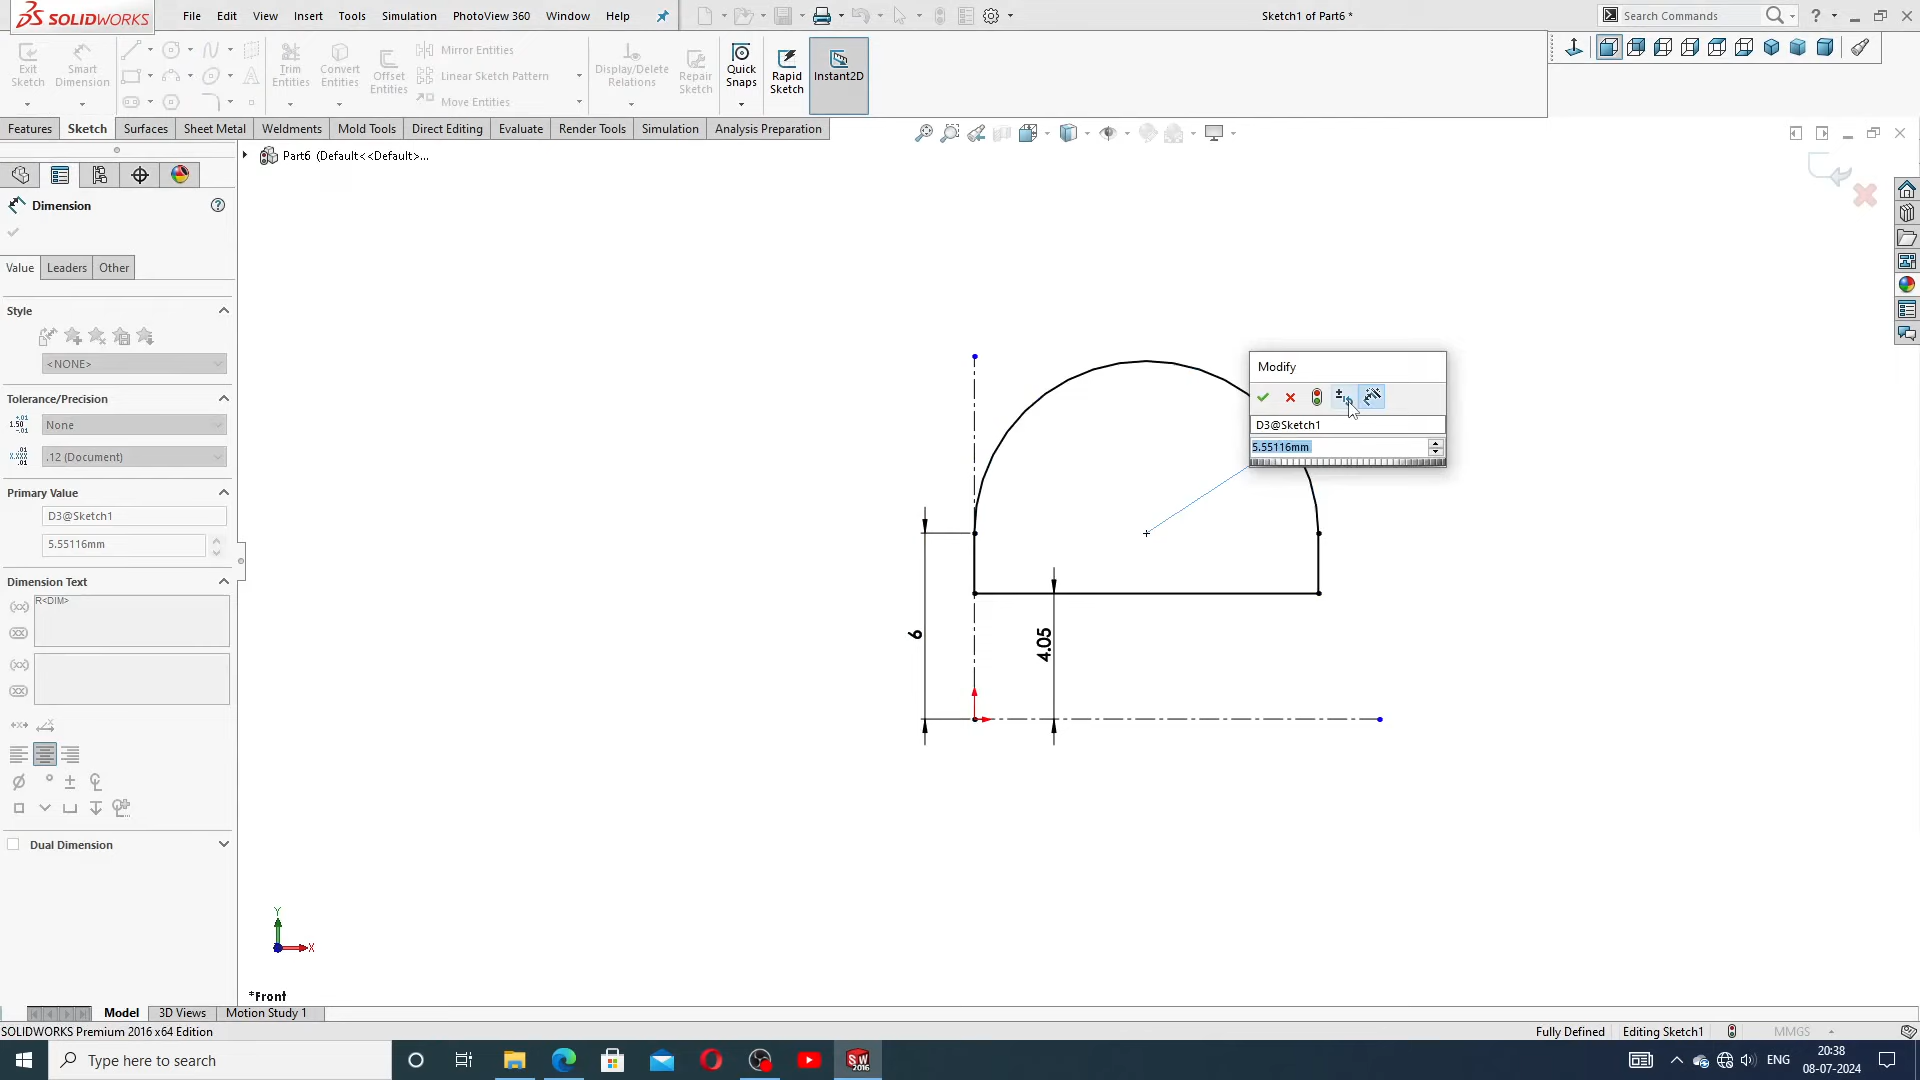 SOLIDWORKS
File Edit View Insert Tools Simulation PhotoView 360 Window Help
Sketch1 of Part6 *
Search Commands
Exit Sketch
Smart Dimension
Trim Entities
Convert Entities
Offset Entities
Mirror Entities
Linear Sketch Pattern
Move Entities
Display/Delete Relations
Repair Sketch
Quick Snaps
Rapid Sketch
Instant2D
Features Sketch Surfaces Sheet Metal Weldments Mold Tools Direct Editing Evaluate Render Tools Simulation Analysis Preparation
Part6 (Default<<Default>...
Dimension
Value Leaders Other
Style
<NONE>
Tolerance/Precision
None
.12 (Document)
Primary Value
D3@Sketch1
5.55116mm
Dimension Text
R<DIM>
Dual Dimension
Modify
D3@Sketch1
5.55116mm
6
4.05
Y
X
*Front
Model 3D Views Motion Study 1
SOLIDWORKS Premium 2016 x64 Edition
Fully Defined Editing Sketch1 MMGS
Type here to search
ENG
20:38
08-07-2024